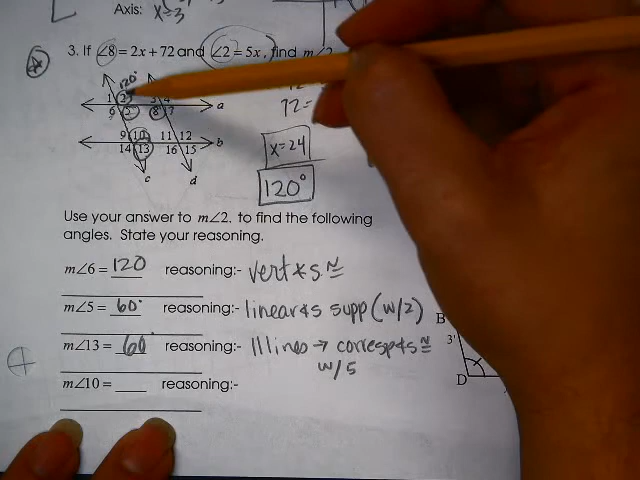 Axis: x=3
3. If ∠8 = 2x + 72 and ∠2 = 5x, find m∠2
120°
72=
1 2 3 4 a
6 5 8 7
x=24
9 10 11 12 b
14 13 16 15
120°
c d
Use your answer to m∠2. to find the following
angles. State your reasoning.
m∠6 = 120 reasoning:- vert ∡s ≅
m∠5 = 60° reasoning:- linear ∡s supp (w/2)
m∠13 = 60° reasoning:- || lines → corresp ∡s ≅
w/5
m∠10 = ___ reasoning:-
B
3'
D x